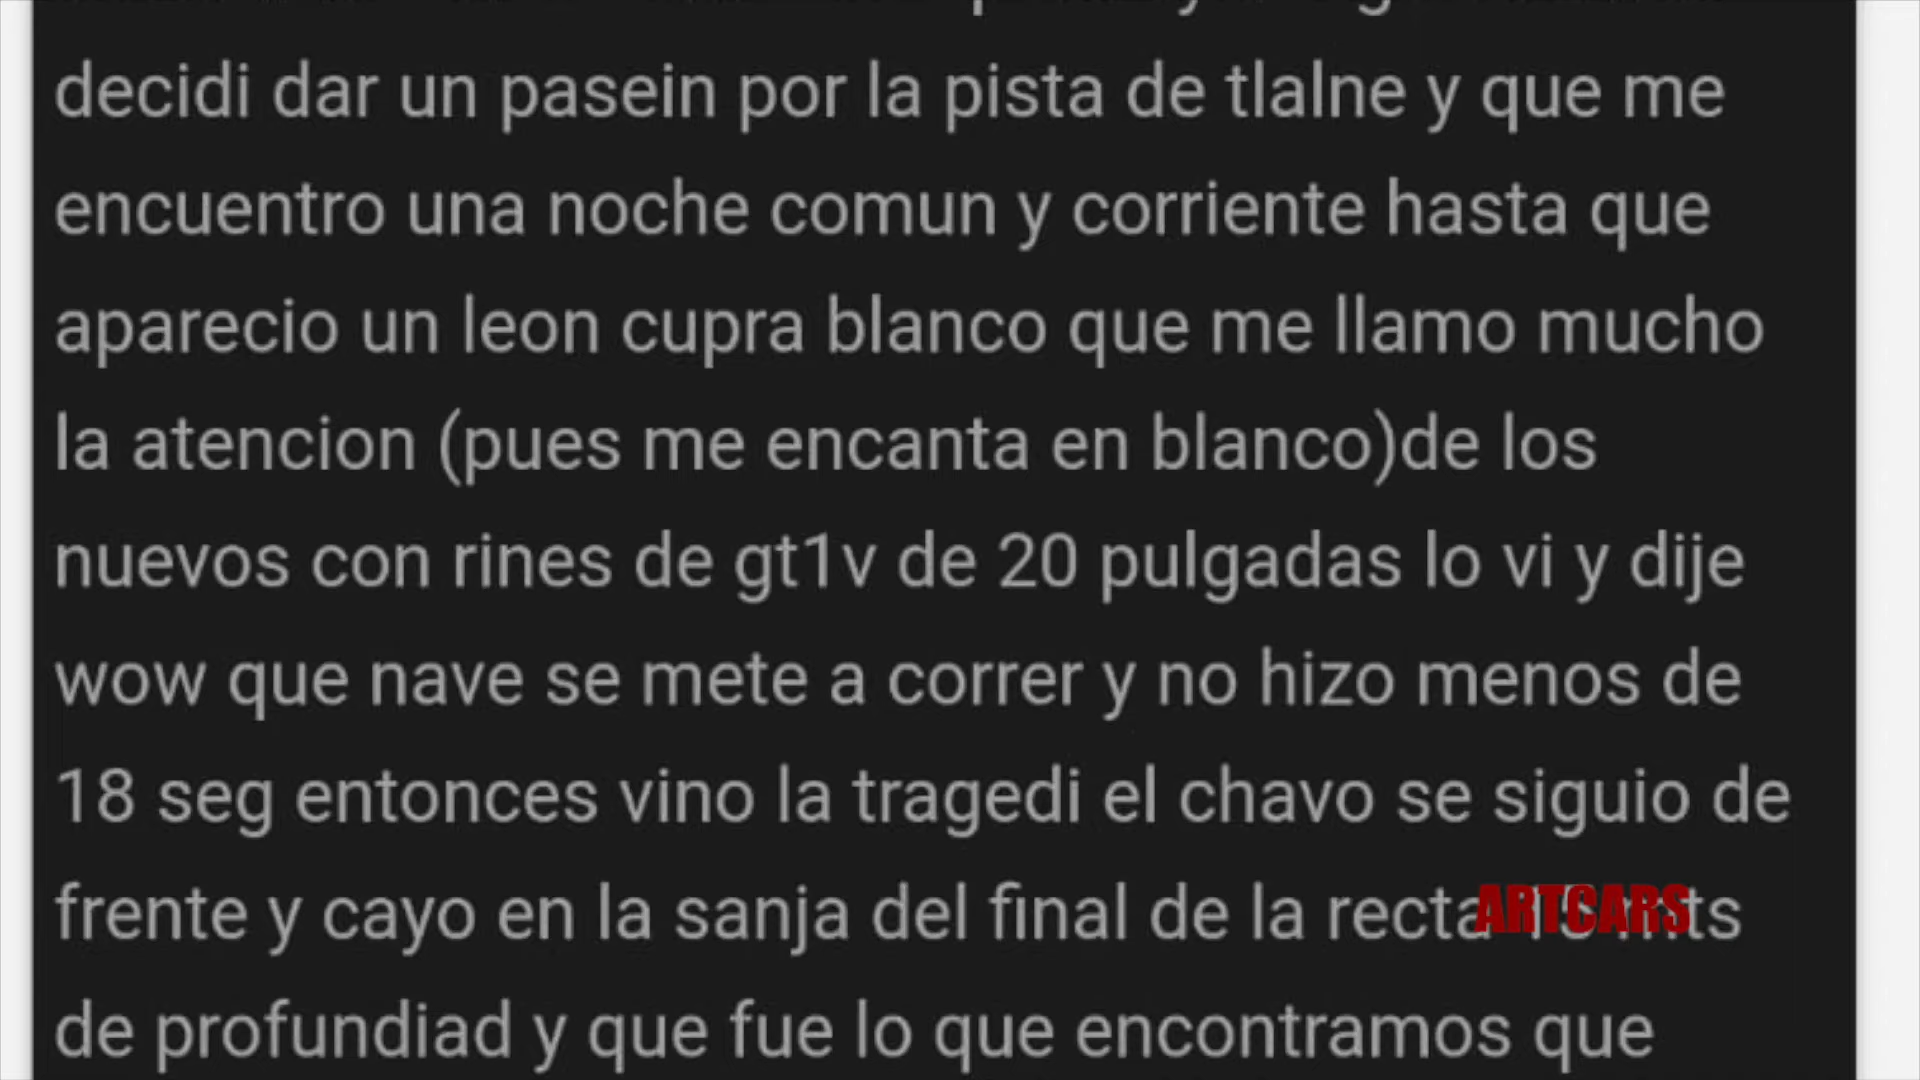 decidi dar un pasein por la pista de tlalne y que me
encuentro una noche comun y corriente hasta que
aparecio un leon cupra blanco que me llamo mucho
la atencion (pues me encanta en blanco)de los
nuevos con rines de gt1v de 20 pulgadas lo vi y dije
wow que nave se mete a correr y no hizo menos de
18 seg entonces vino la tragedi el chavo se siguio de
frente y cayo en la sanja del final de la recta 15 mts
ARTCARS
de profundiad y que fue lo que encontramos que